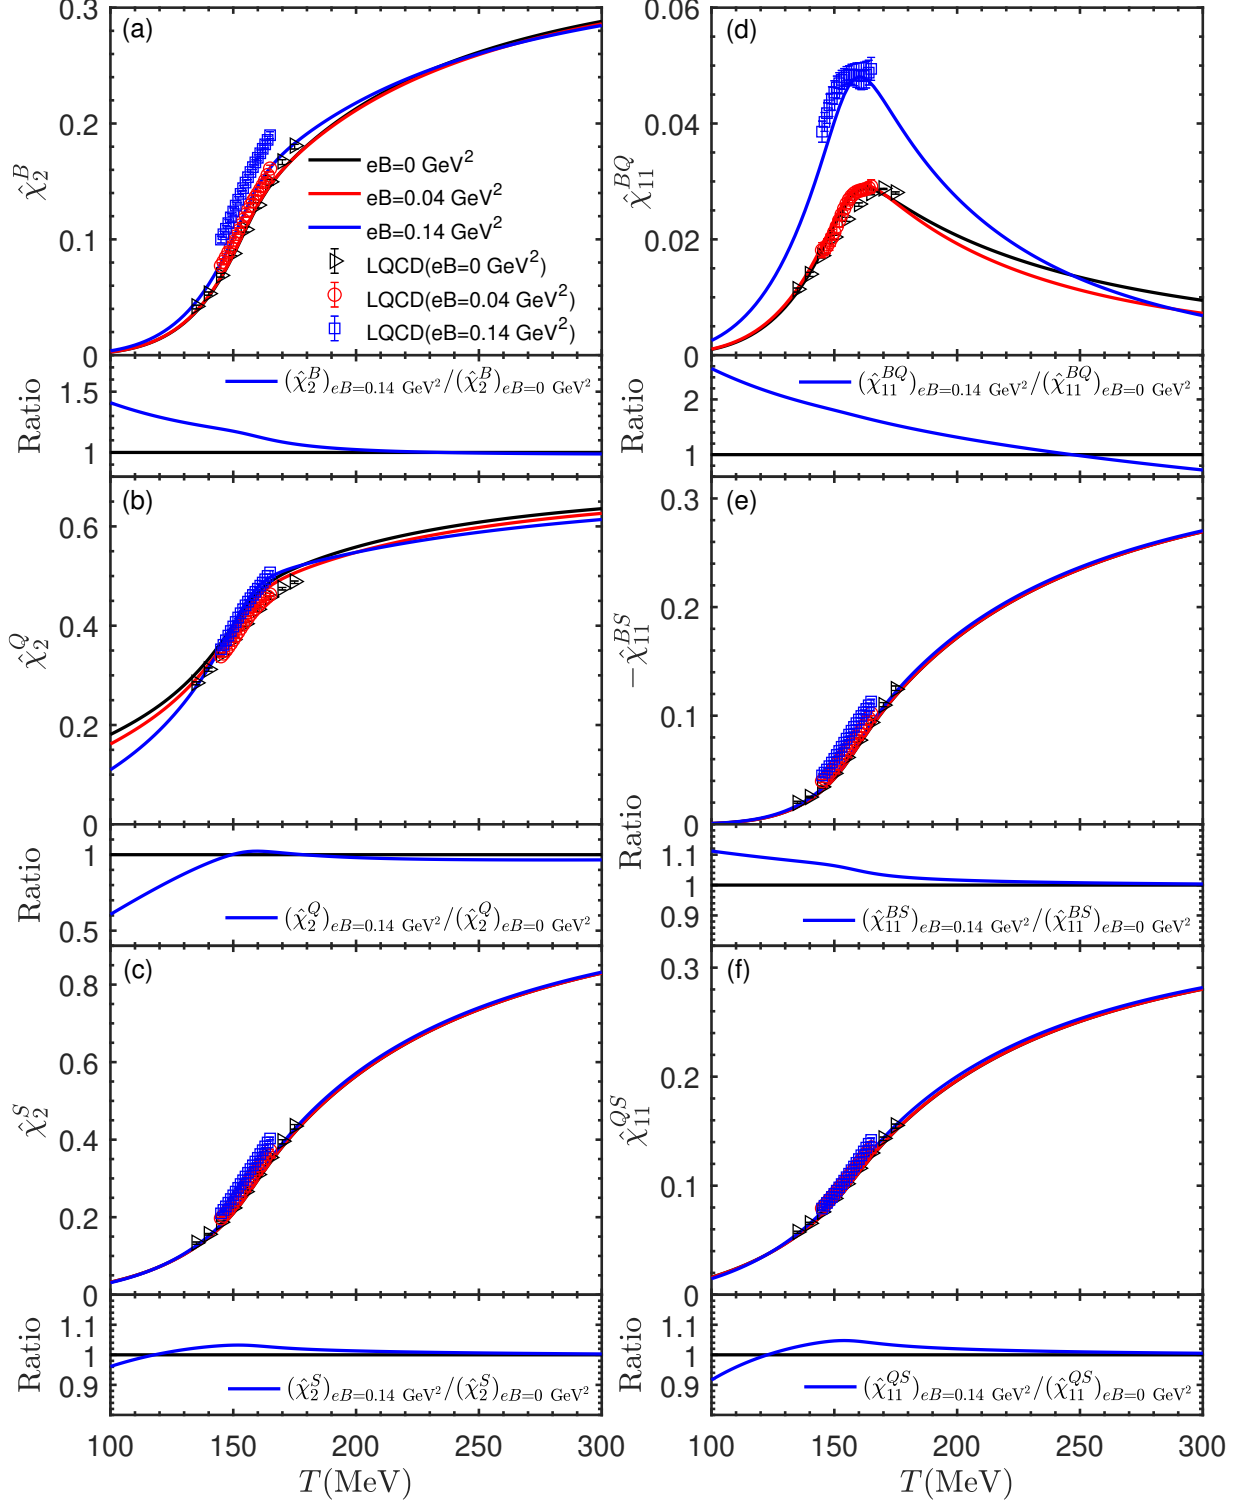 (a)
0.3
0.2
0.1
0
χ̂₂ᴮ
eB=0 GeV²
eB=0.04 GeV²
eB=0.14 GeV²
LQCD(eB=0 GeV²)
LQCD(eB=0.04 GeV²)
LQCD(eB=0.14 GeV²)
1.5
1
Ratio
(χ̂₂ᴮ)eB=0.14 GeV²/(χ̂₂ᴮ)eB=0 GeV²
(b)
0.6
0.4
0.2
0
χ̂₂^Q
1
0.5
Ratio
(χ̂₂^Q)eB=0.14 GeV²/(χ̂₂^Q)eB=0 GeV²
(c)
0.8
0.6
0.4
0.2
0
χ̂₂^S
1.1
1
0.9
Ratio
(χ̂₂^S)eB=0.14 GeV²/(χ̂₂^S)eB=0 GeV²
100 150 200 250 300
T(MeV)
(d)
0.06
0.04
0.02
0
χ̂₁₁^BQ
2
1
Ratio
(χ̂₁₁^BQ)eB=0.14 GeV²/(χ̂₁₁^BQ)eB=0 GeV²
(e)
0.3
0.2
0.1
0
−χ̂₁₁^BS
1.1
1
0.9
Ratio
Ratio
(χ̂₁₁^BS)eB=0.14 GeV²/(χ̂₁₁^BS)eB=0 GeV²
(f)
0.3
0.2
0.1
0
χ̂₁₁^QS
1.1
1
0.9
Ratio
(χ̂₁₁^QS)eB=0.14 GeV²/(χ̂₁₁^QS)eB=0 GeV²
100 150 200 250 300
T(MeV)